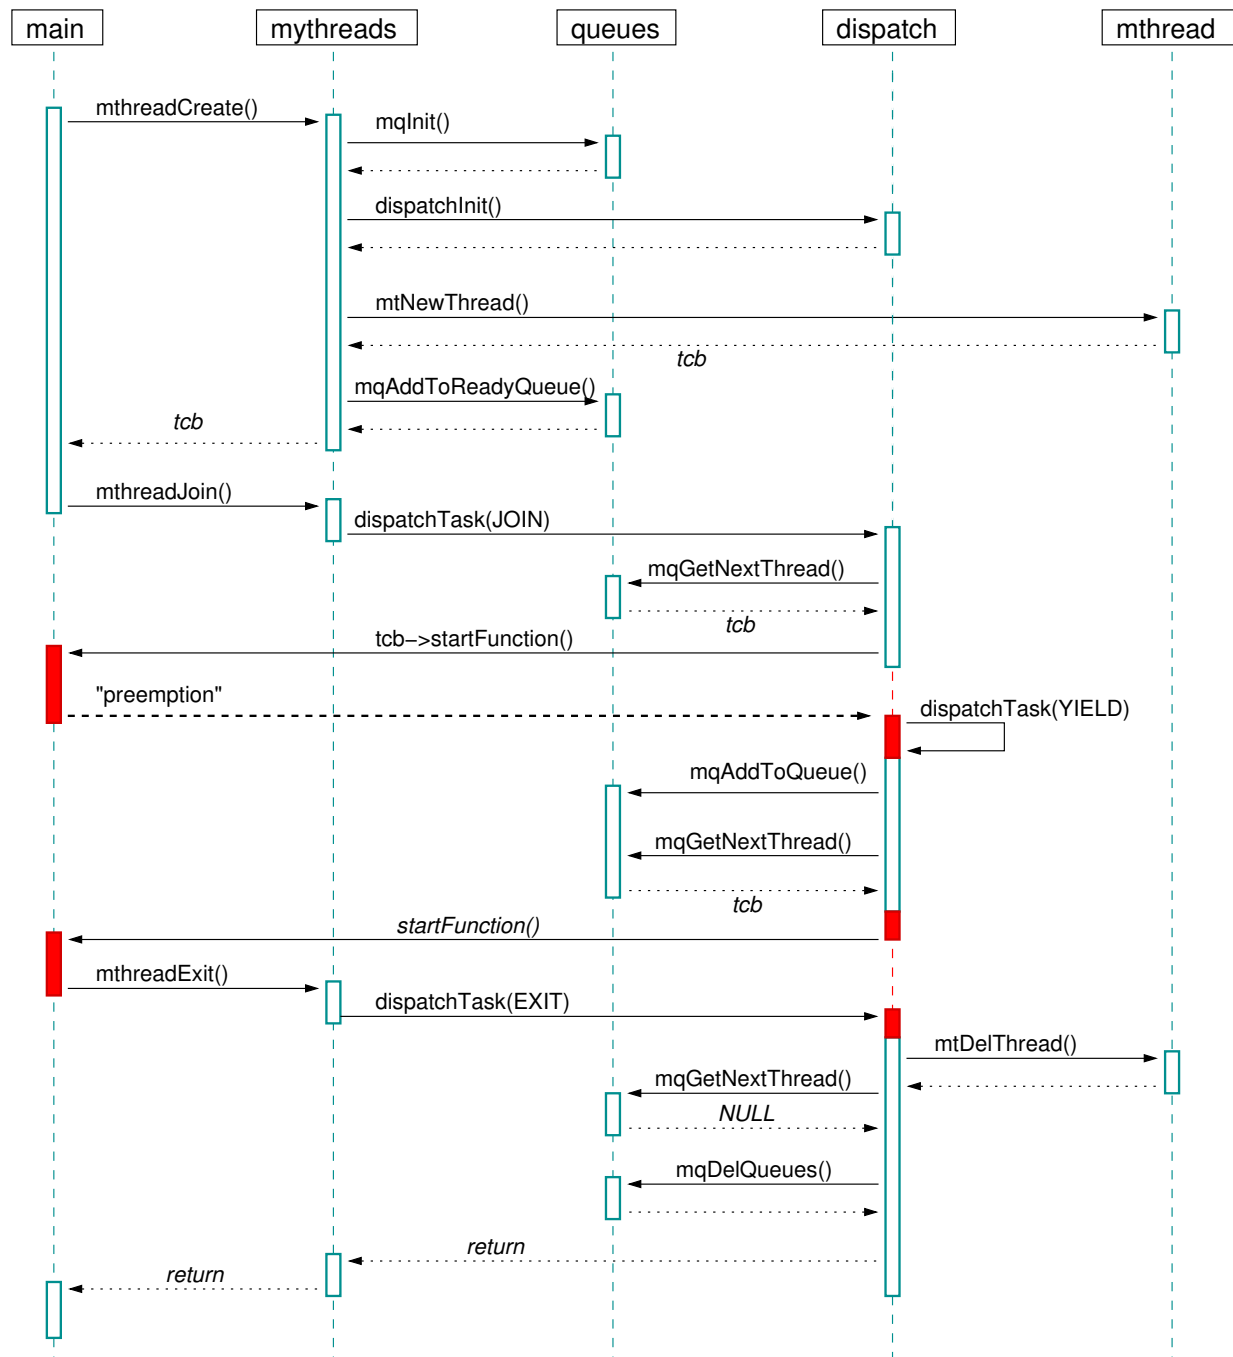 main
mythreads
queues
dispatch
mthread
mthreadCreate()
mqInit()
dispatchInit()
mtNewThread()
tcb
mqAddToReadyQueue()
tcb
mthreadJoin()
dispatchTask(JOIN)
mqGetNextThread()
tcb
tcb−>startFunction()
"preemption"
dispatchTask(YIELD)
mqAddToQueue()
mqGetNextThread()
tcb
startFunction()
mthreadExit()
dispatchTask(EXIT)
mtDelThread()
mqGetNextThread()
NULL
mqDelQueues()
return
return